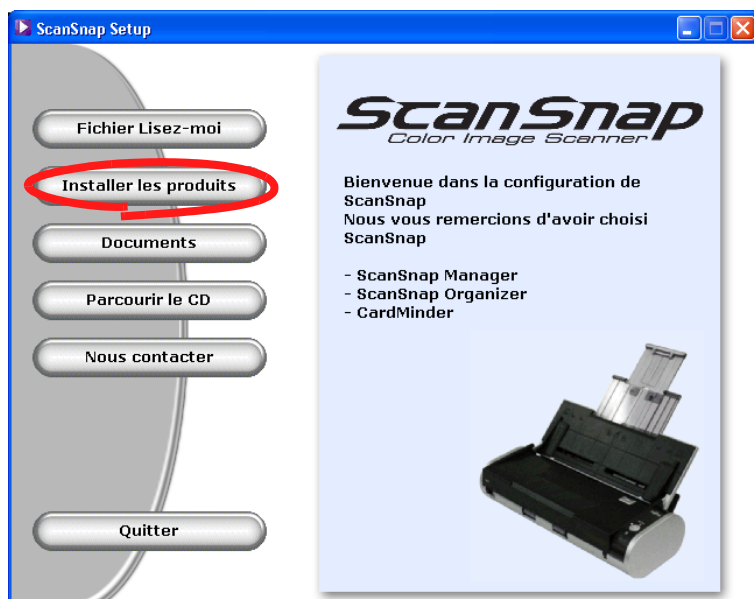 ScanSnap Setup
Fichier Lisez-moi
Installer les produits
Documents
Parcourir le CD
Nous contacter
Quitter
ScanSnap
Color Image Scanner
Bienvenue dans la configuration de
ScanSnap
Nous vous remercions d'avoir choisi
ScanSnap
- ScanSnap Manager
- ScanSnap Organizer
- CardMinder